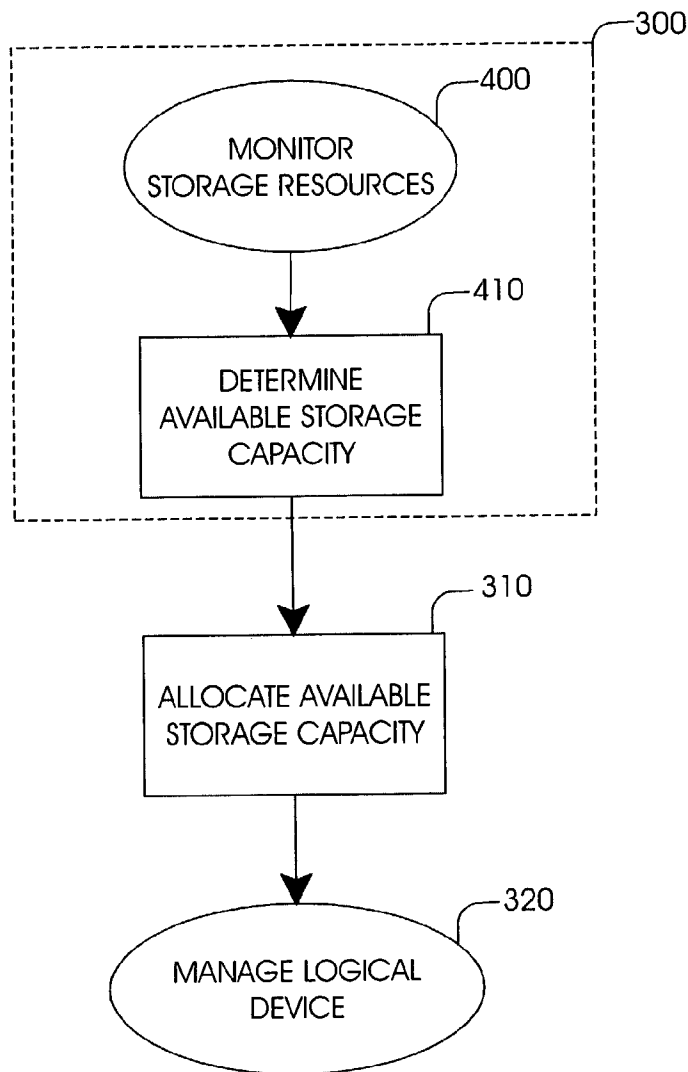 300
400
MONITOR
STORAGE RESOURCES
410
DETERMINE
AVAILABLE STORAGE
CAPACITY
310
ALLOCATE AVAILABLE
STORAGE CAPACITY
320
MANAGE LOGICAL
DEVICE